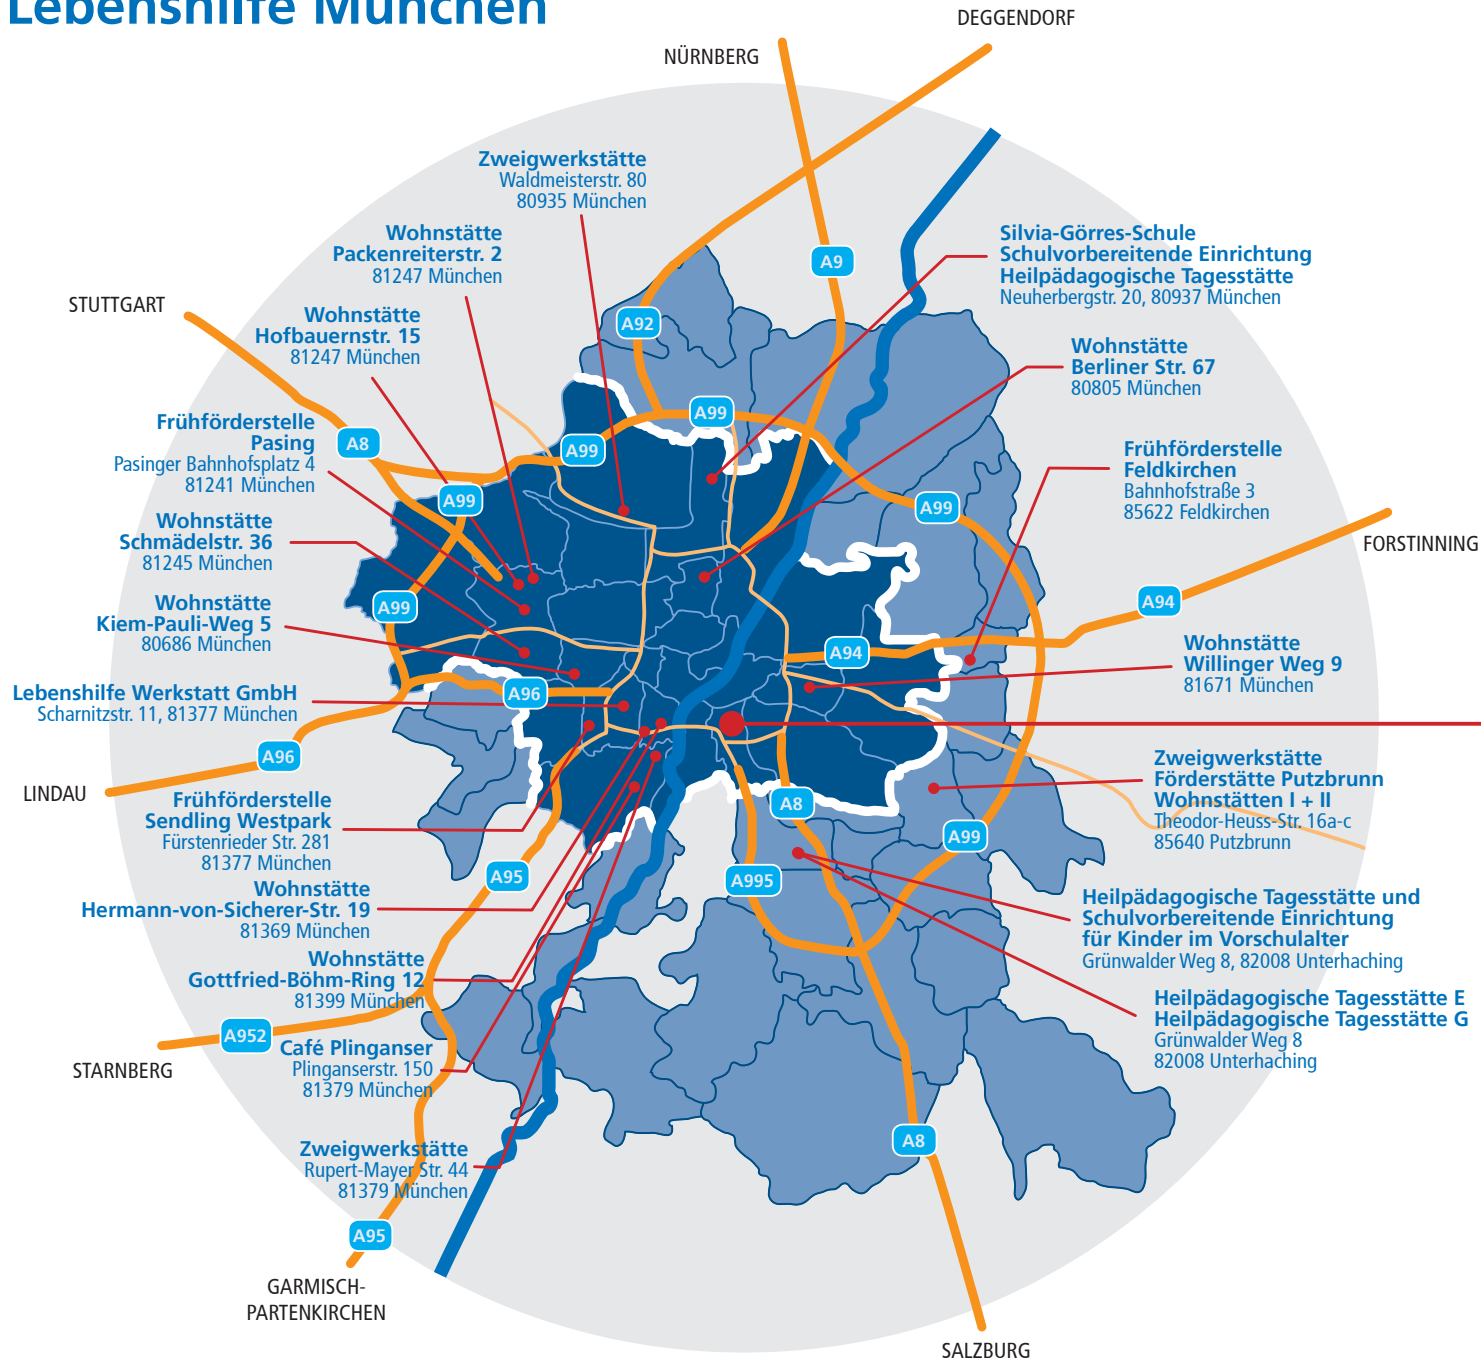 Lebenshilfe München
DEGGENDORF
NÜRNBERG
Zweigwerkstätte
Waldmeisterstr. 80
80935 München
Wohnstätte
Packenreiterstr. 2
81247 München
Silvia-Görres-Schule
Schulvorbereitende Einrichtung
Heilpädagogische Tagesstätte
Neuherbergstr. 20, 80937 München
A9
STUTTGART
Wohnstätte
Hofbauernstr. 15
81247 München
A92
Wohnstätte
Berliner Str. 67
80805 München
Frühförderstelle
Pasing
Pasinger Bahnhofsplatz 4
81241 München
A8
A99
A99
A99
A99
Frühförderstelle
Feldkirchen
Bahnhofstraße 3
85622 Feldkirchen
Wohnstätte
Schmädelstr. 36
81245 München
FORSTINNING
A99
A94
Wohnstätte
Kiem-Pauli-Weg 5
80686 München
A94
Wohnstätte
Willinger Weg 9
81671 München
Lebenshilfe Werkstatt GmbH
Scharnitzstr. 11, 81377 München
A96
A96
LINDAU
Zweigwerkstätte
Förderstätte Putzbrunn
Wohnstätten I + II
Theodor-Heuss-Str. 16a-c
85640 Putzbrunn
Frühförderstelle
Sendling Westpark
Fürstenrieder Str. 281
81377 München
A8
A99
A95
A995
Wohnstätte
Hermann-von-Sicherer-Str. 19
81369 München
Heilpädagogische Tagesstätte und
Schulvorbereitende Einrichtung
für Kinder im Vorschulalter
Grünwalder Weg 8, 82008 Unterhaching
Wohnstätte
Gottfried-Böhm-Ring 12
81399 München
Heilpädagogische Tagesstätte E
Heilpädagogische Tagesstätte G
Grünwalder Weg 8
82008 Unterhaching
A952
STARNBERG
Café Plinganser
Plinganserstr. 150
81379 München
Zweigwerkstätte
Rupert-Mayer Str. 44
81379 München
A8
A95
GARMISCH-
PARTENKIRCHEN
SALZBURG